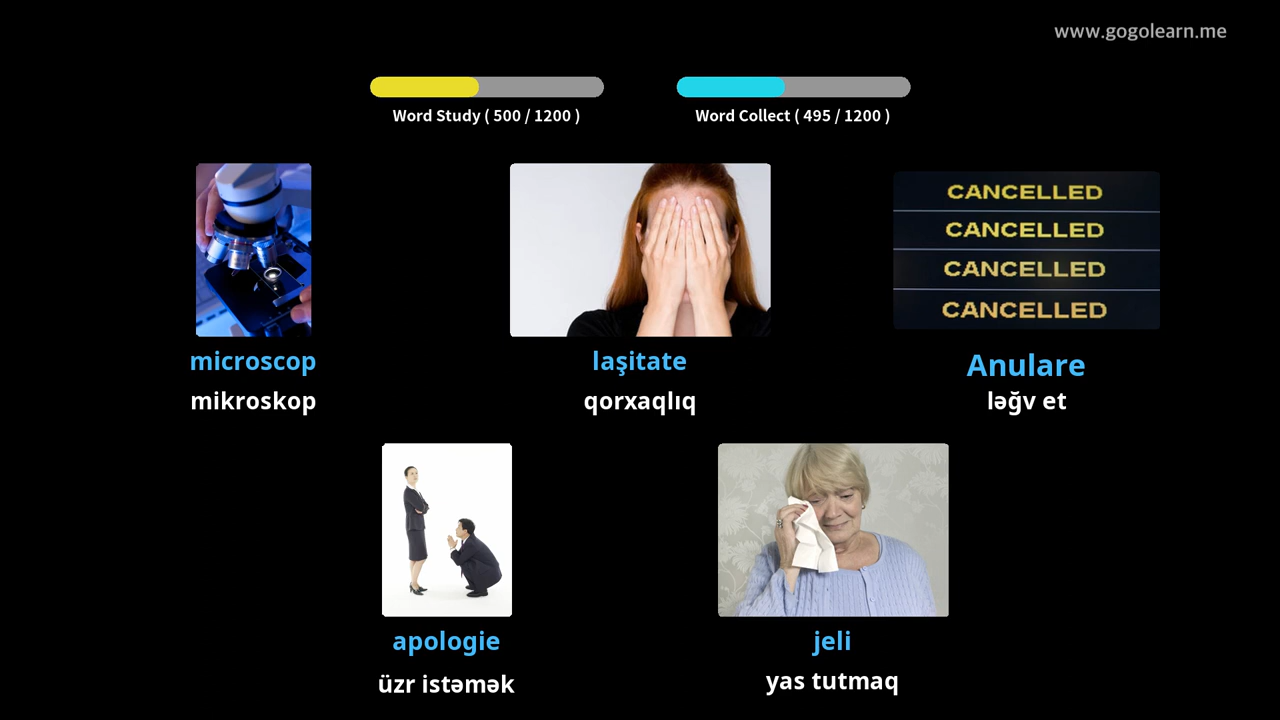 www.gogolearn.me
Word Study ( 500 / 1200 )
Word Collect ( 495 / 1200 )
CANCELLED
CANCELLED
CANCELLED
CANCELLED
microscop
laşitate
Anulare
mikroskop
qorxaqlıq
ləğv et
apologie
jeli
üzr istəmək
yas tutmaq